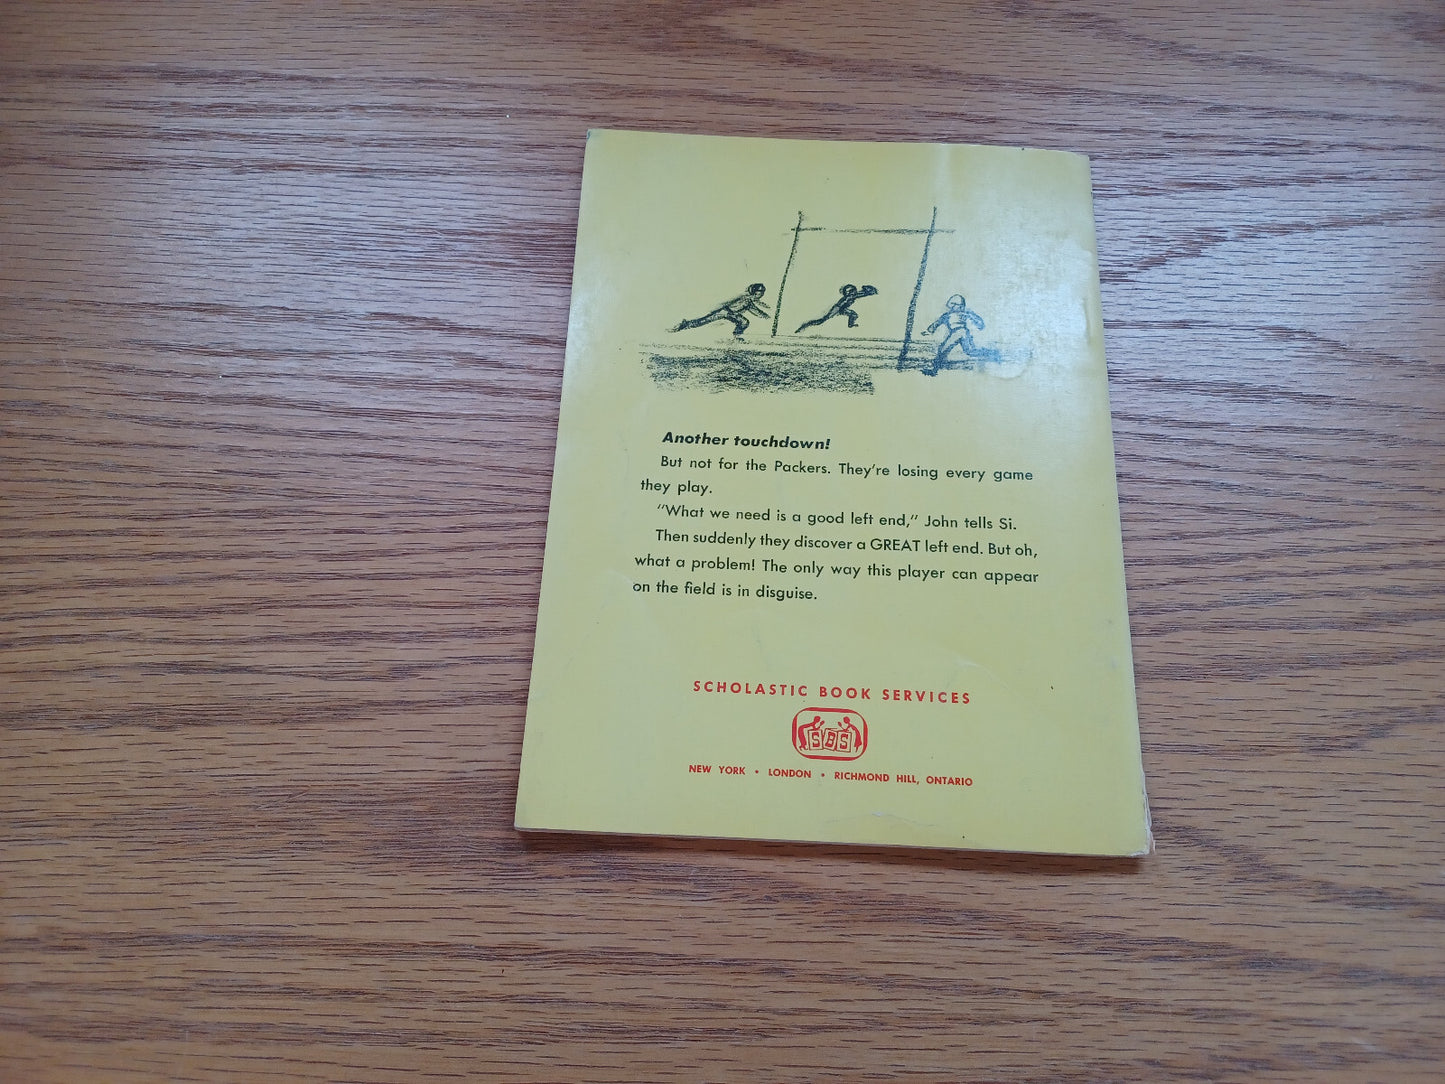 Another touchdown!
But not for the Packers. They're losing every game
they play.
"What we need is a good left end," John tells Si.
Then suddenly they discover a GREAT left end. But oh,
what a problem! The only way this player can appear
on the field is in disguise.
SCHOLASTIC BOOK SERVICES
SBS
NEW YORK • LONDON • RICHMOND HILL, ONTARIO